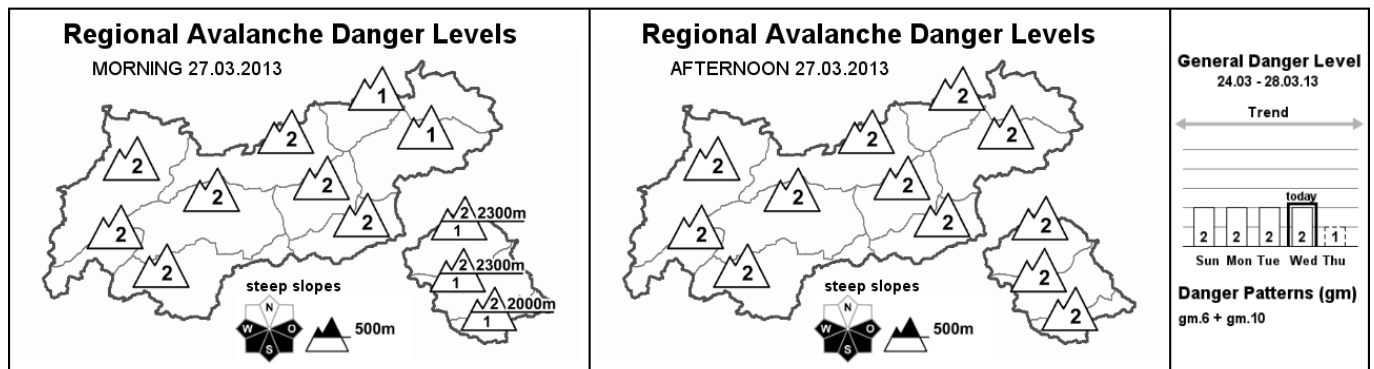 Regional Avalanche Danger Levels
MORNING 27.03.2013
1
2
1
2
2
2
2
2
2
2 2300m
1
2 2300m
1
2 2000m
1
steep slopes
N
W O
S
500m
Regional Avalanche Danger Levels
AFTERNOON 27.03.2013
2
2
2
2
2
2
2
2
2
2
2
2
steep slopes
N
W O
S
500m
General Danger Level
24.03 - 28.03.13
Trend
today
2 2 2 2 1
Sun Mon Tue Wed Thu
Danger Patterns (gm)
gm.6 + gm.10